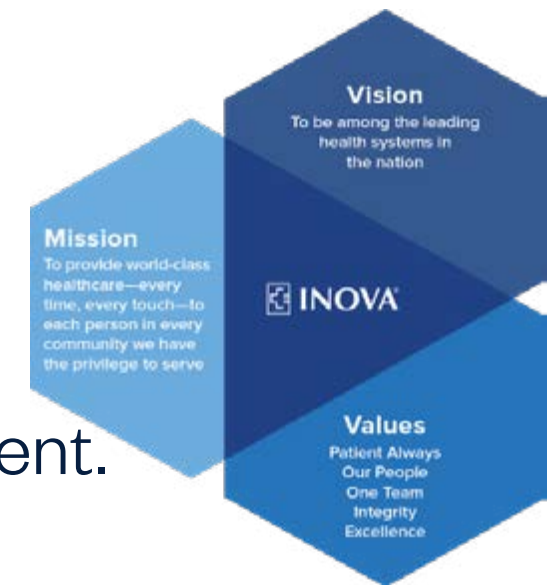 Vision
To be among the leading
health systems in
the nation
Mission
To provide world-class
healthcare—every
time, every touch—to
each person in every
community we have
the privilege to serve
INOVA
ent.
Values
Patient Always
Our People
One Team
Integrity
Excellence